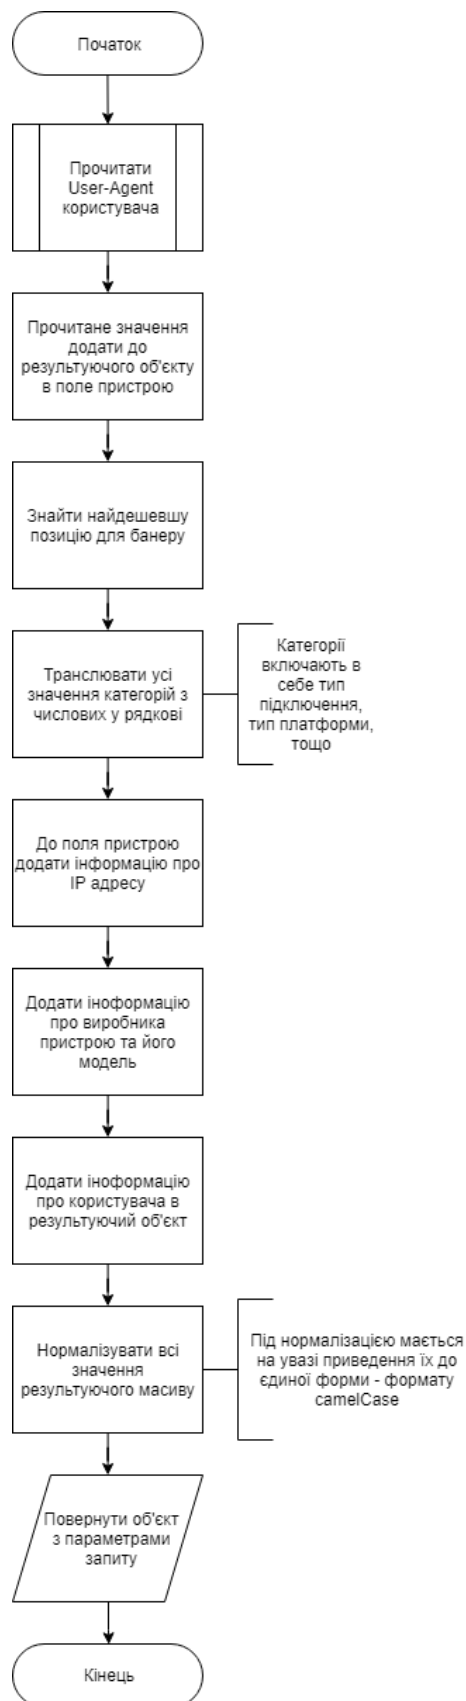 Початок
Прочитати
User-Agent
користувача
Прочитане значення
додати до
результуючого об'єкту
в поле пристрою
Знайти найдешевшу
позицію для банеру
Транслювати усі
значення категорій з
числових у рядкові
Категорії
включають в
себе тип
підключення,
тип платформи,
тощо
До поля пристрою
додати інформацію про
IP адресу
Додати іноформацію
про виробника
пристрою та його
модель
Додати іноформацію
про користувача в
результуючий об'єкт
Нормалізувати всі
значення
результуючого масиву
Під нормалізацією мається
на увазі приведення їх до
єдиної форми - формату
camelCase
Повернути об'єкт
з параметрами
запиту
Кінець